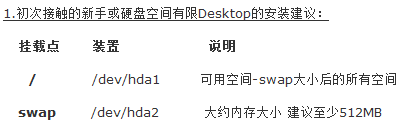 1.初次接触的新手或硬盘空间有限Desktop的安装建议：
挂载点 装置 说明
/ /dev/hda1 可用空间-swap大小后的所有空间
swap /dev/hda2 大约内存大小 建议至少512MB